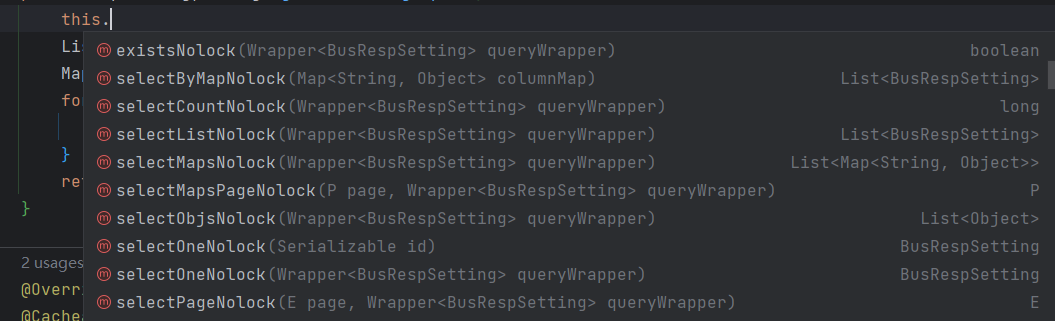 this.
existsNolock(Wrapper<BusRespSetting> queryWrapper) boolean
selectByMapNolock(Map<String, Object> columnMap) List<BusRespSetting>
selectCountNolock(Wrapper<BusRespSetting> queryWrapper) long
selectListNolock(Wrapper<BusRespSetting> queryWrapper) List<BusRespSetting>
selectMapsNolock(Wrapper<BusRespSetting> queryWrapper) List<Map<String, Object>>
selectMapsPageNolock(P page, Wrapper<BusRespSetting> queryWrapper) P
selectObjsNolock(Wrapper<BusRespSetting> queryWrapper) List<Object>
selectOneNolock(Serializable id) BusRespSetting
selectOneNolock(Wrapper<BusRespSetting> queryWrapper) BusRespSetting
selectPageNolock(E page, Wrapper<BusRespSetting> queryWrapper) E
Li
Map
fo
}
re
}
2 usages
@Overr
@Cache